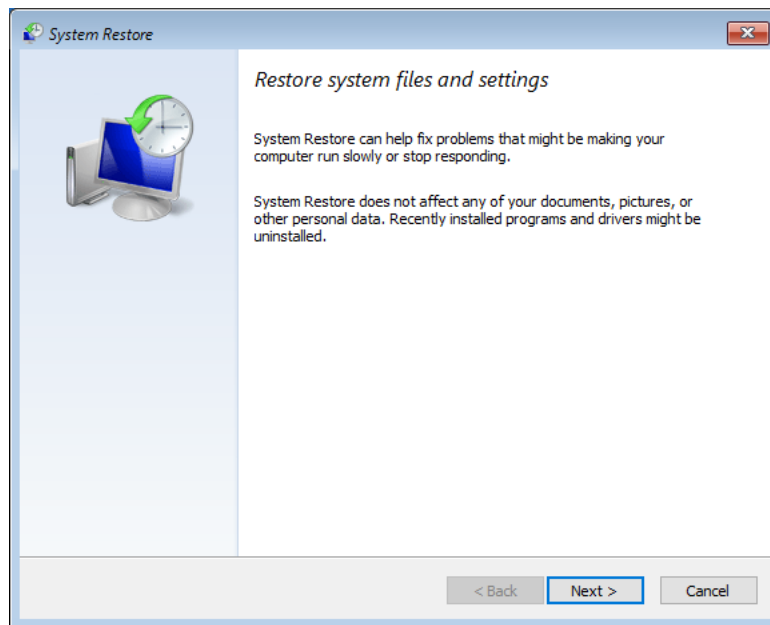 System Restore
Restore system files and settings
System Restore can help fix problems that might be making your
computer run slowly or stop responding.
System Restore does not affect any of your documents, pictures, or
other personal data. Recently installed programs and drivers might be
uninstalled.
< Back
Next >
Cancel